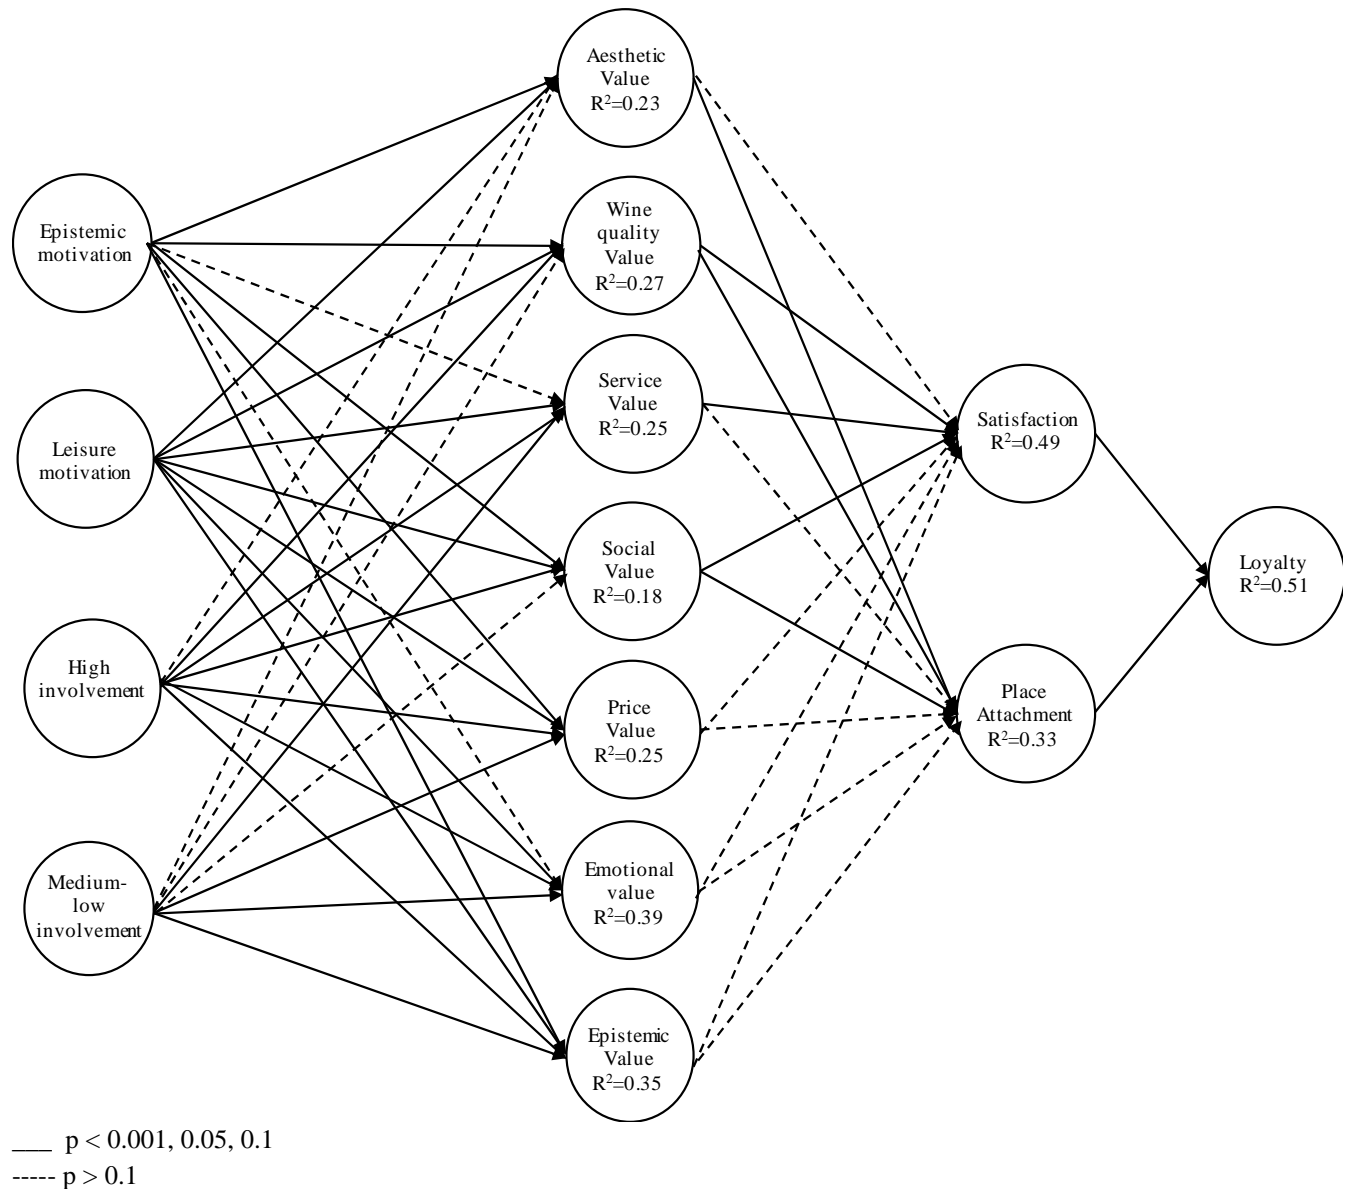 Aesthetic
Value
R²=0.23
Epistemic
motivation
Wine
quality
Value
R²=0.27
Leisure
motivation
Service
Value
R²=0.25
Satisfaction
R²=0.49
Social
Value
R²=0.18
Loyalty
R²=0.51
High
involvement
Price
Value
R²=0.25
Place
Attachment
R²=0.33
Medium-
low
involvement
Emotional
value
R²=0.39
Epistemic
Value
R²=0.35
___ p < 0.001, 0.05, 0.1
----- p > 0.1